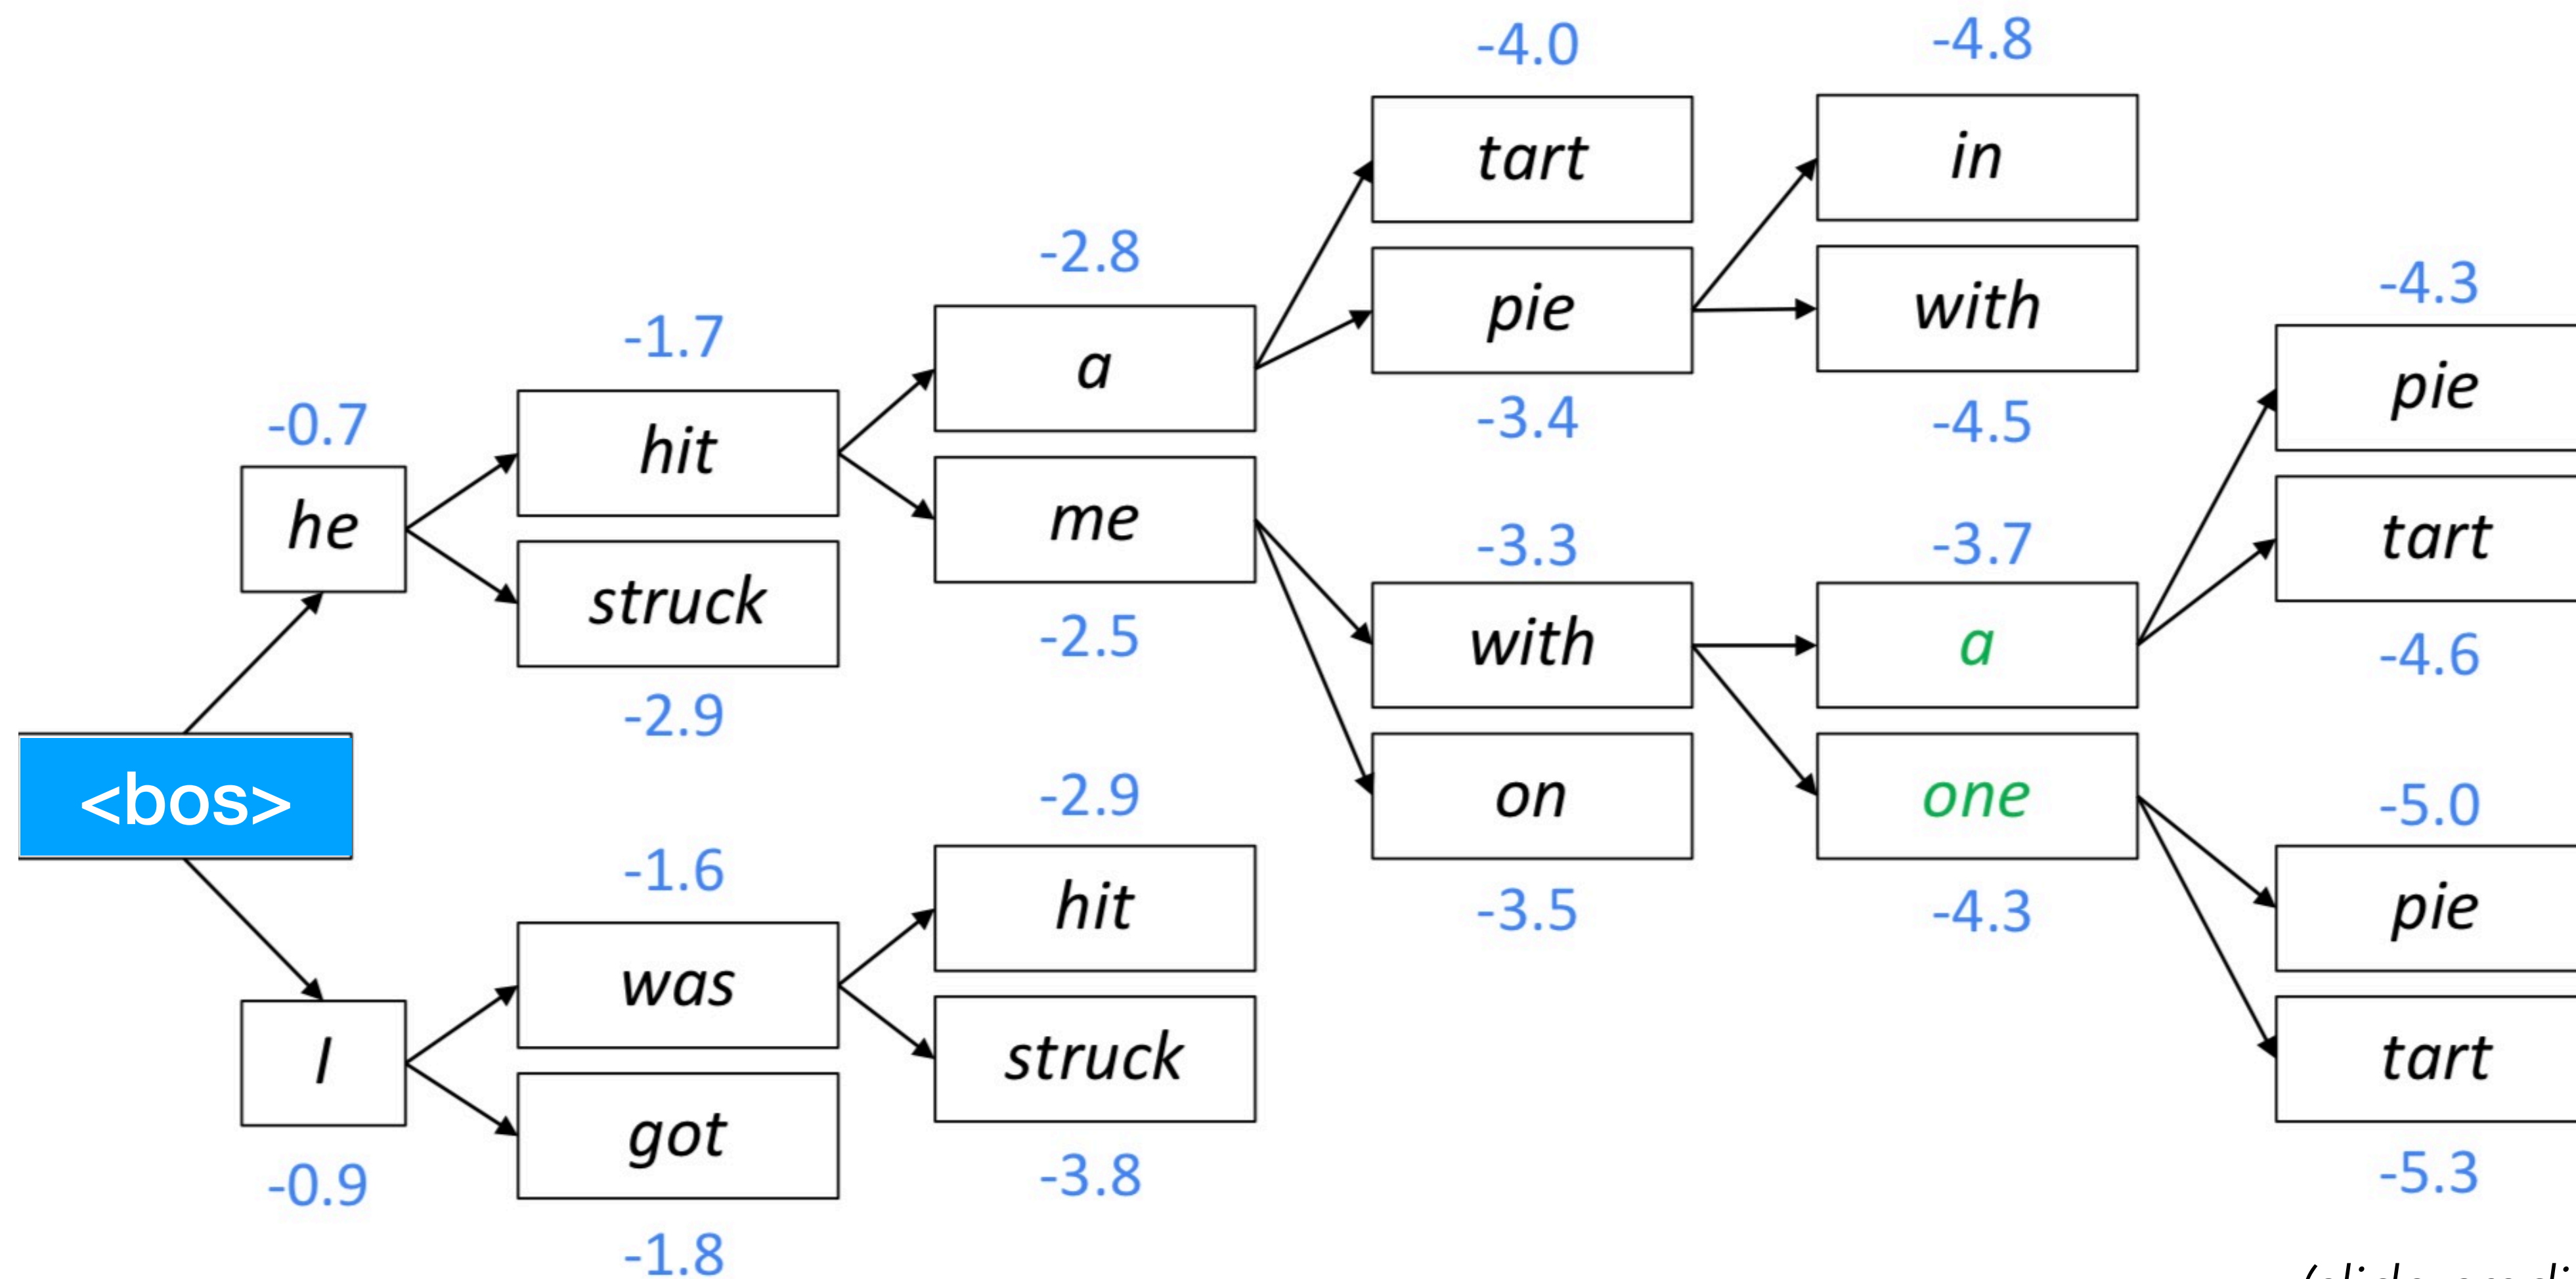 -4.0
-4.8
tart
in
-2.8
-4.3
pie
with
-1.7
a
pie
-0.7
-3.4
-4.5
hit
he
me
-3.3
-3.7
tart
struck
-2.5
with
a
-4.6
-2.9
<bos>
-2.9
on
one
-5.0
-1.6
hit
-3.5
-4.3
pie
was
I
struck
tart
got
-0.9
-3.8
-5.3
-1.8